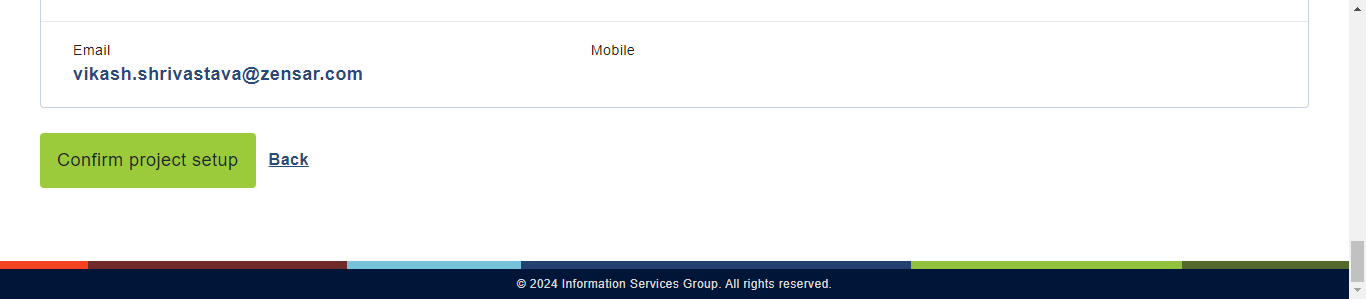 Email
Mobile
vikash.shrivastava@zensar.com
Confirm project setup
Back
© 2024 Information Services Group. All rights reserved.